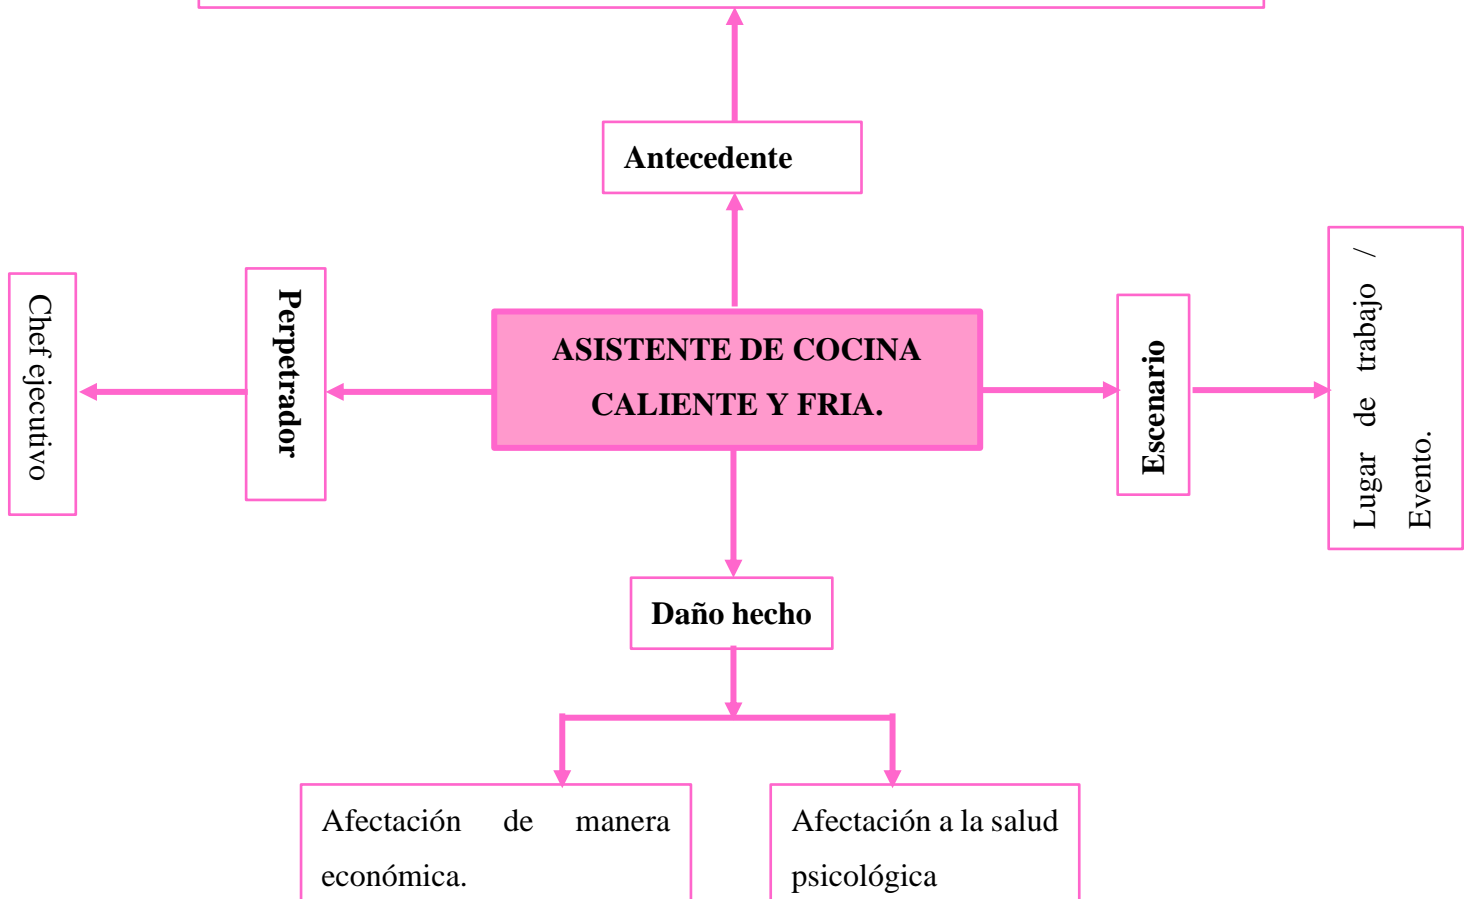 Antecedente
Chef ejecutivo
Perpetrador
ASISTENTE DE COCINA
CALIENTE Y FRIA.
Escenario
Lugar de trabajo /
Evento.
Daño hecho
Afectación de manera
económica.
Afectación a la salud
psicológica